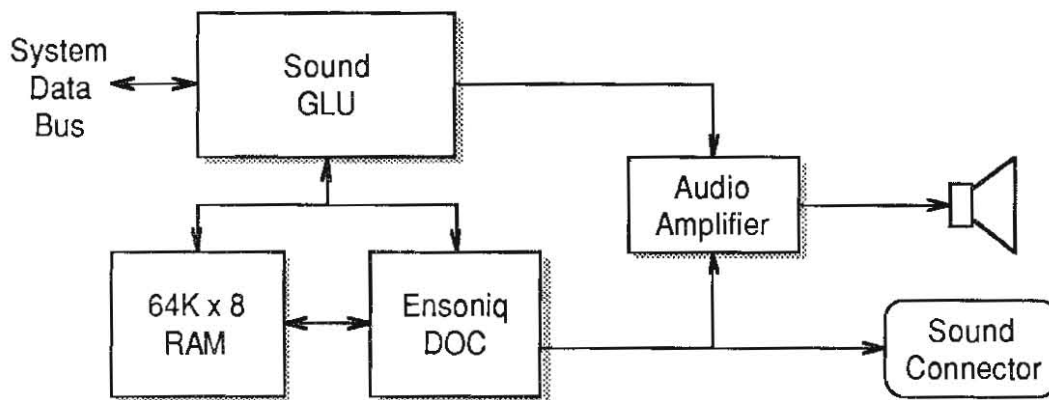 System
Data
Bus
Sound
GLU
Audio
Amplifier
64K x 8
RAM
Ensoniq
DOC
Sound
Connector